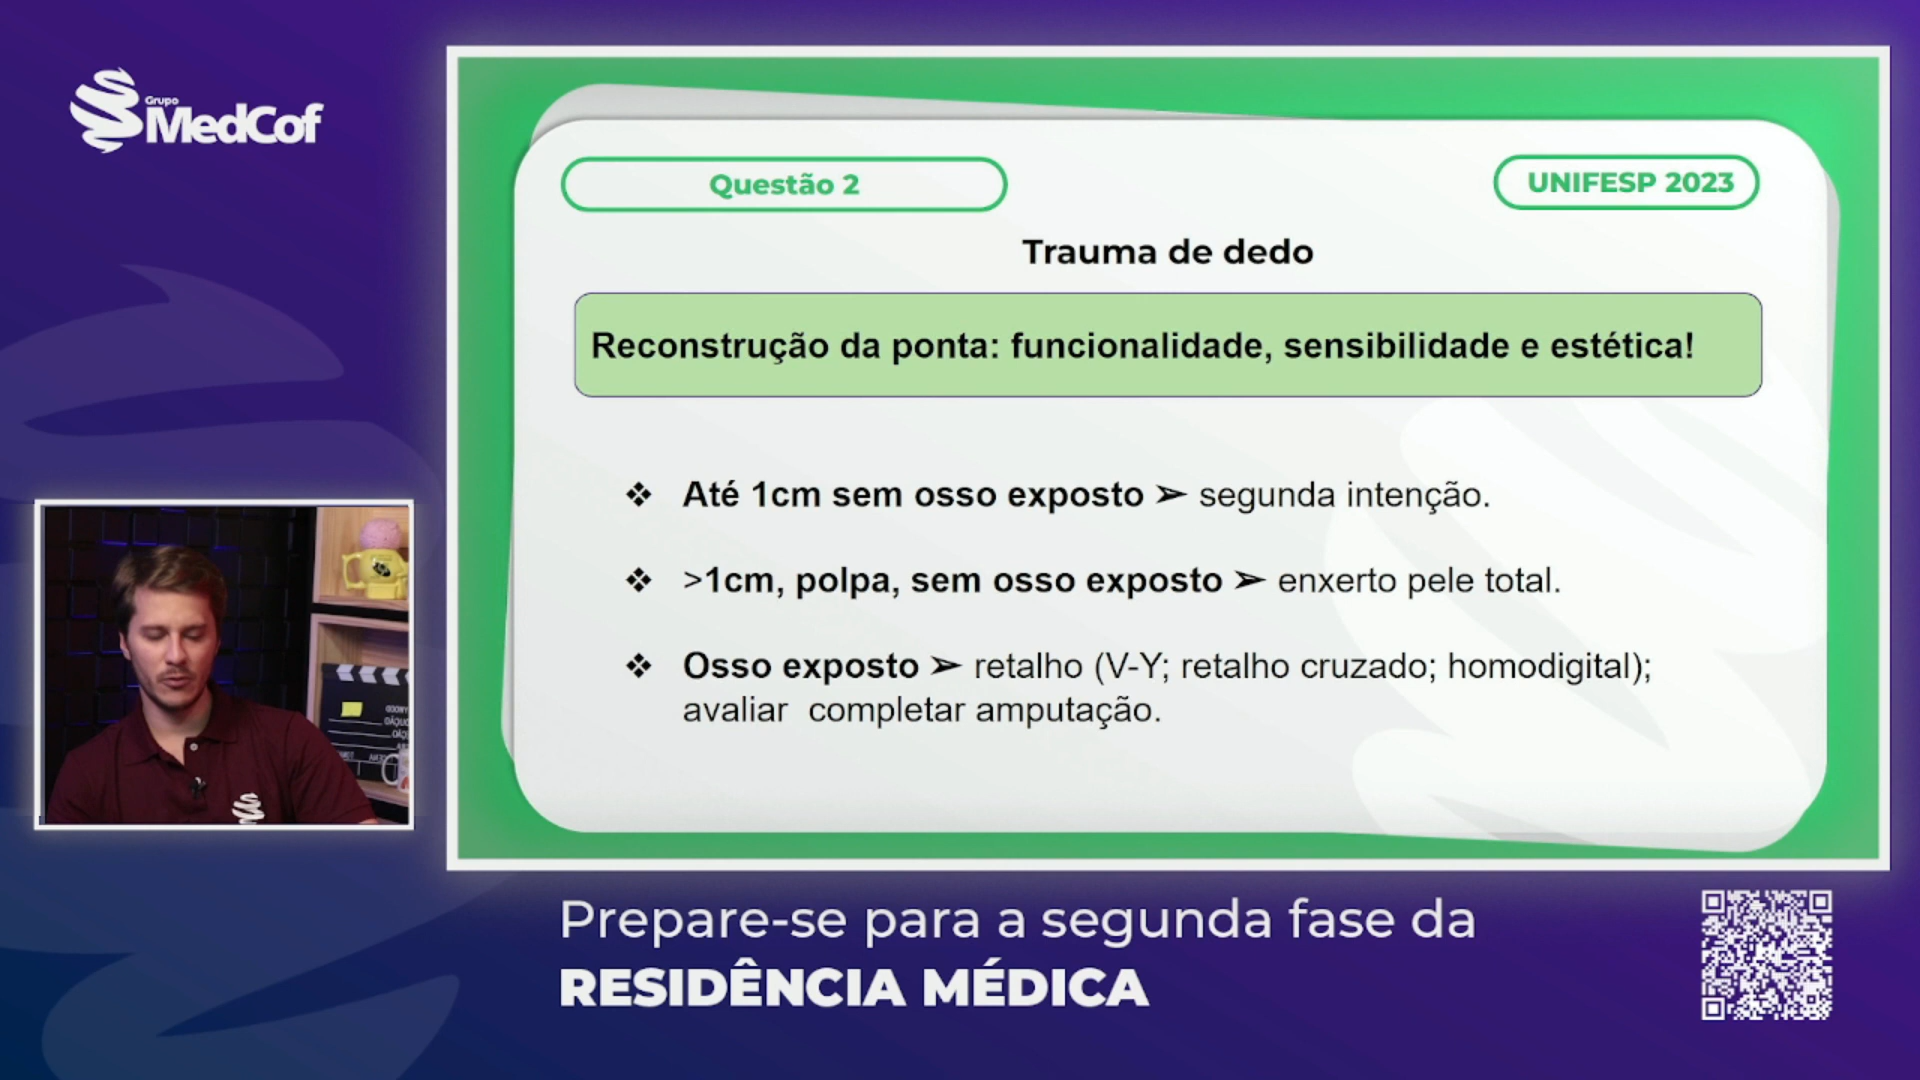 Grupo
MedCof
Questão 2
UNIFESP 2023
Trauma de dedo
Reconstrução da ponta: funcionalidade, sensibilidade e estética!
❖ Até 1cm sem osso exposto ➢ segunda intenção.
❖ >1cm, polpa, sem osso exposto ➢ enxerto pele total.
❖ Osso exposto ➢ retalho (V-Y; retalho cruzado; homodigital);
avaliar completar amputação.
Prepare-se para a segunda fase da
RESIDÊNCIA MÉDICA